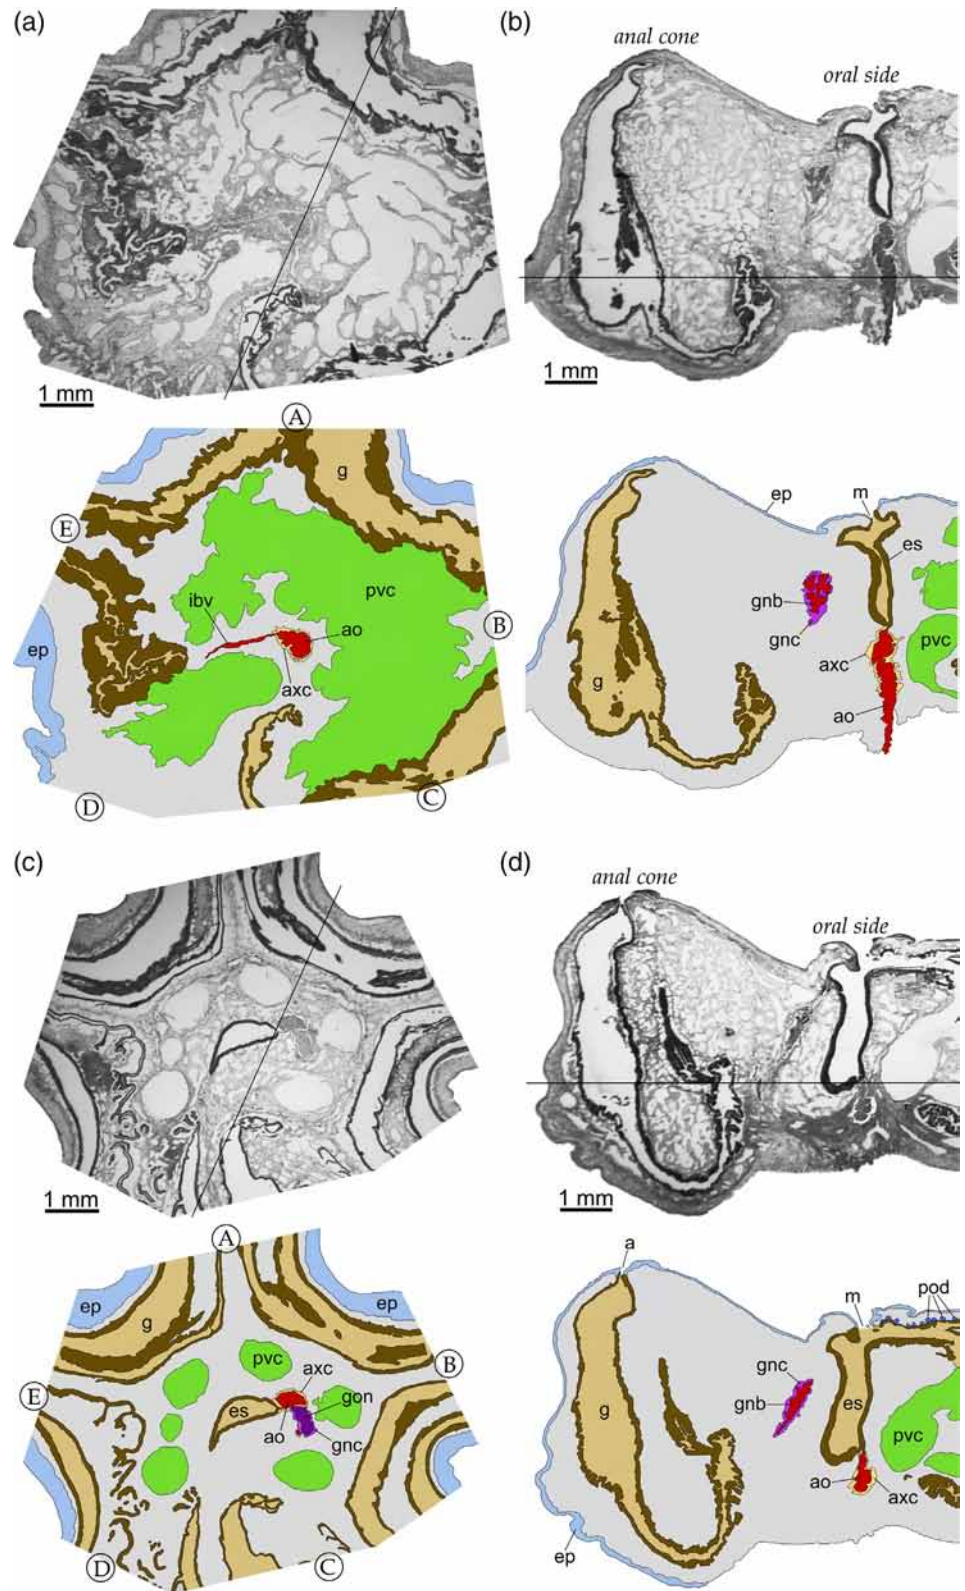 (a)
(b)
anal cone
oral side
1 mm
1 mm
A
g
E
pvc
ibv
ao
B
axc
ep
D
C
ep
m
es
gnb
gnc
axc
pvc
g
ao
(c)
(d)
anal cone
oral side
1 mm
1 mm
A
ep
ep
g
pvc
axc
B
E
gon
es
ao
gnc
D
C
a
pod
m
gnc
gnb
es
g
pvc
ao
axc
ep